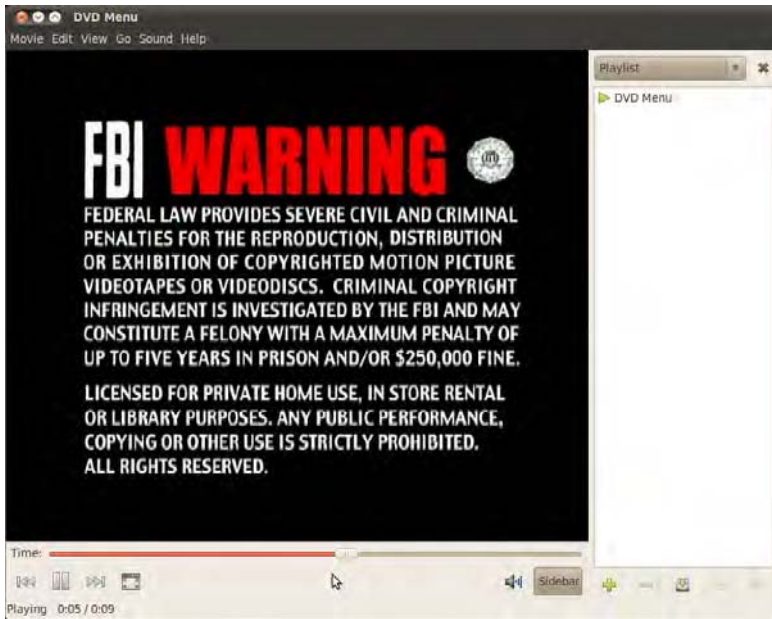 DVD Menu
Movie Edit View Go Sound Help
Playlist
DVD Menu
FBI WARNING
FEDERAL LAW PROVIDES SEVERE CIVIL AND CRIMINAL
PENALTIES FOR THE REPRODUCTION, DISTRIBUTION
OR EXHIBITION OF COPYRIGHTED MOTION PICTURE
VIDEOTAPES OR VIDEODISCS. CRIMINAL COPYRIGHT
INFRINGEMENT IS INVESTIGATED BY THE FBI AND MAY
CONSTITUTE A FELONY WITH A MAXIMUM PENALTY OF
UP TO FIVE YEARS IN PRISON AND/OR $250,000 FINE.
LICENSED FOR PRIVATE HOME USE, IN STORE RENTAL
OR LIBRARY PURPOSES. ANY PUBLIC PERFORMANCE,
COPYING OR OTHER USE IS STRICTLY PROHIBITED.
ALL RIGHTS RESERVED.
Time:
Sidebar
Playing 0:05 / 0:09